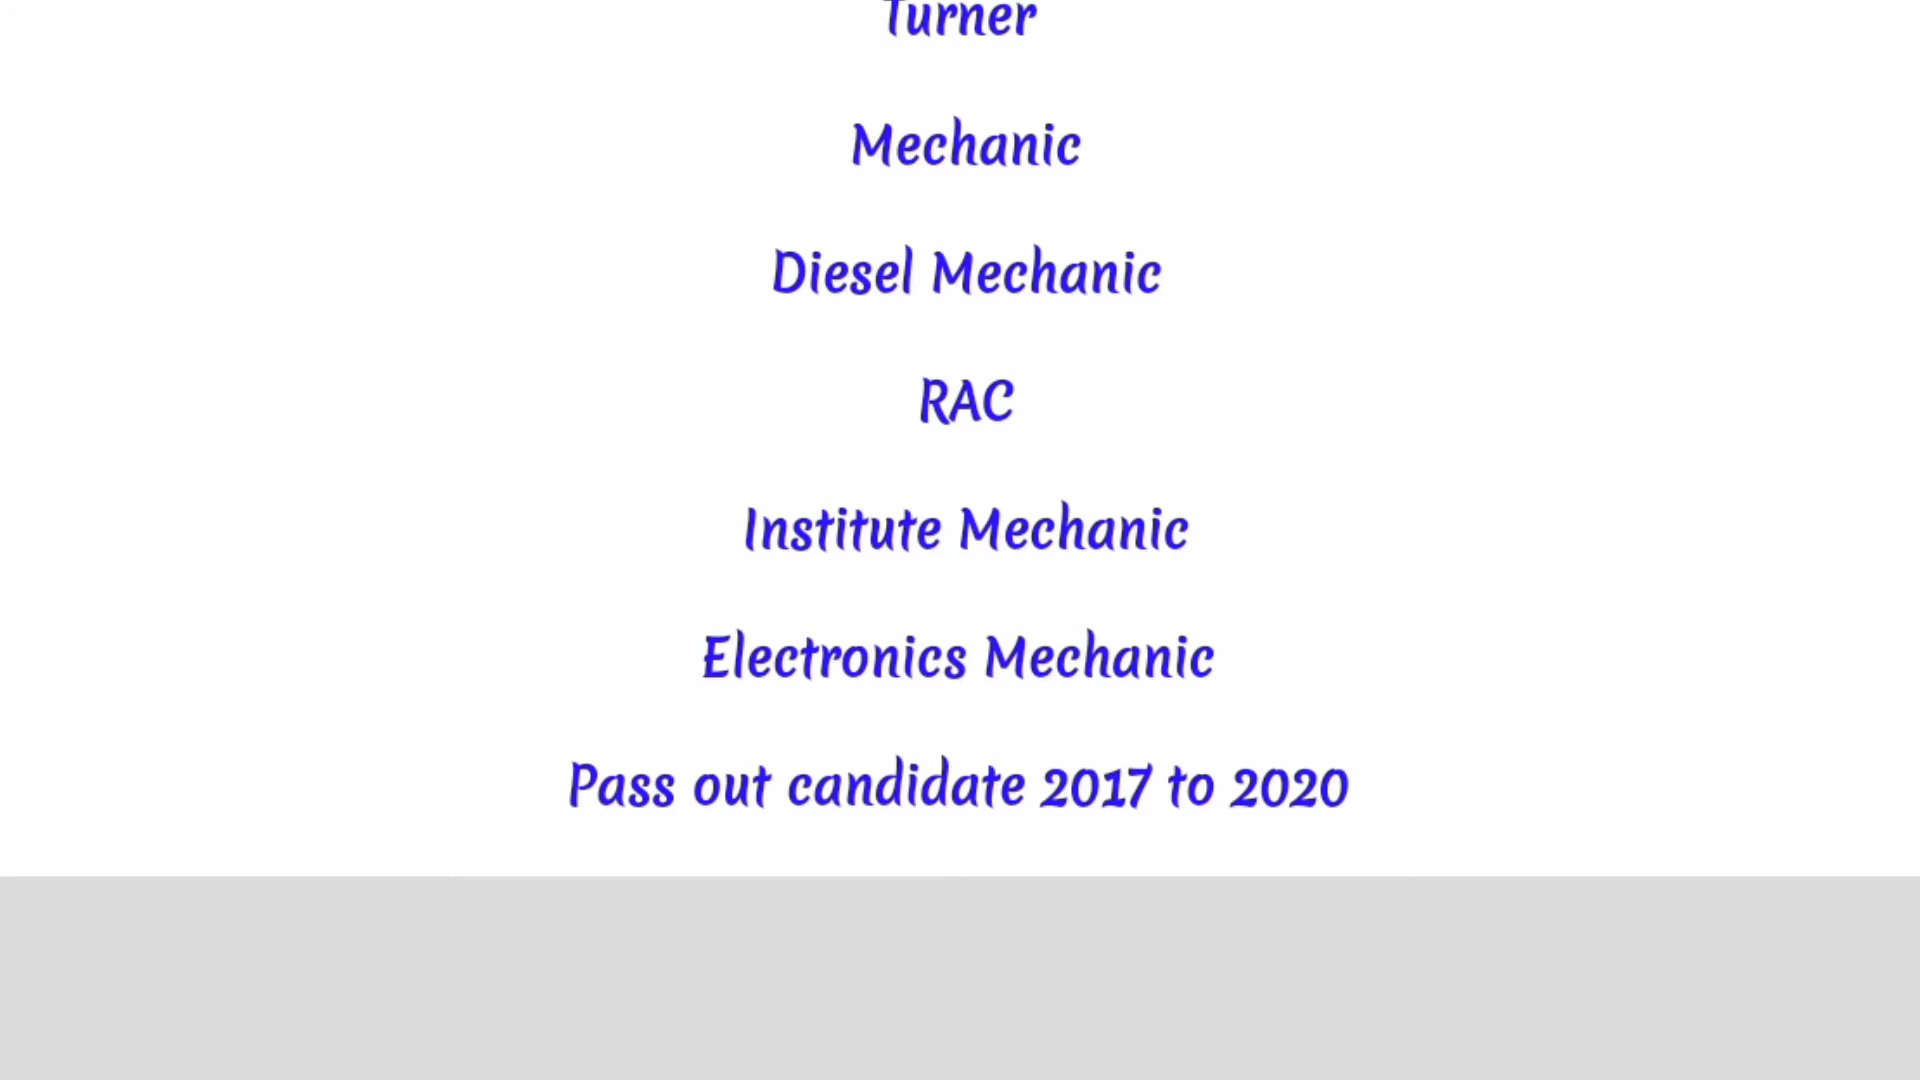 Turner
Mechanic
Diesel Mechanic
RAC
Institute Mechanic
Electronics Mechanic
Pass out candidate 2017 to 2020